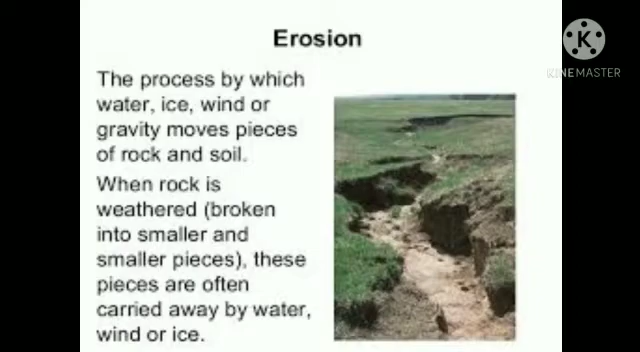 Erosion
The process by which
water, ice, wind or
gravity moves pieces
of rock and soil.
When rock is
weathered (broken
into smaller and
smaller pieces), these
pieces are often
carried away by water,
wind or ice.
K
KINEMASTER